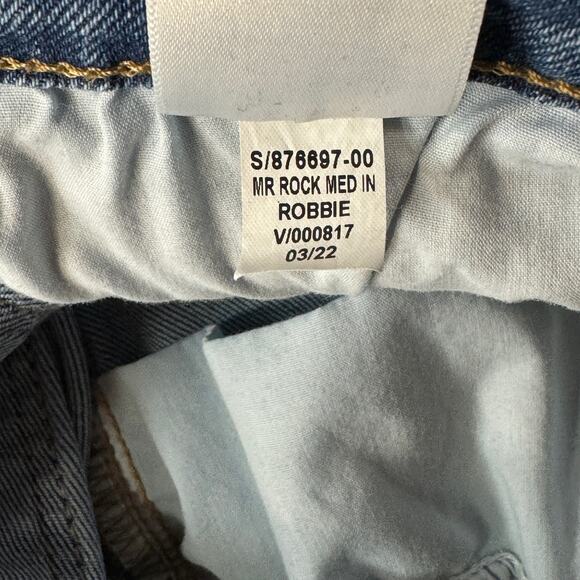 S/876697-00
MR ROCK MED IN
ROBBIE
V/000817
03/22